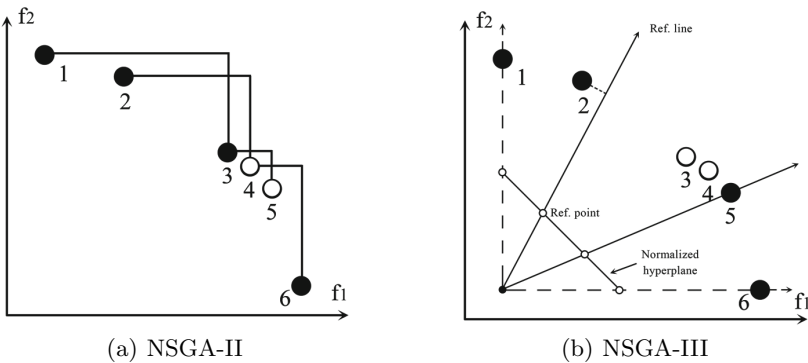 f2
1
2
3
4
5
6
f1
(a) NSGA-II
f2
Ref. line
1
2
3
4
5
Ref. point
Normalized
hyperplane
6
f1
(b) NSGA-III